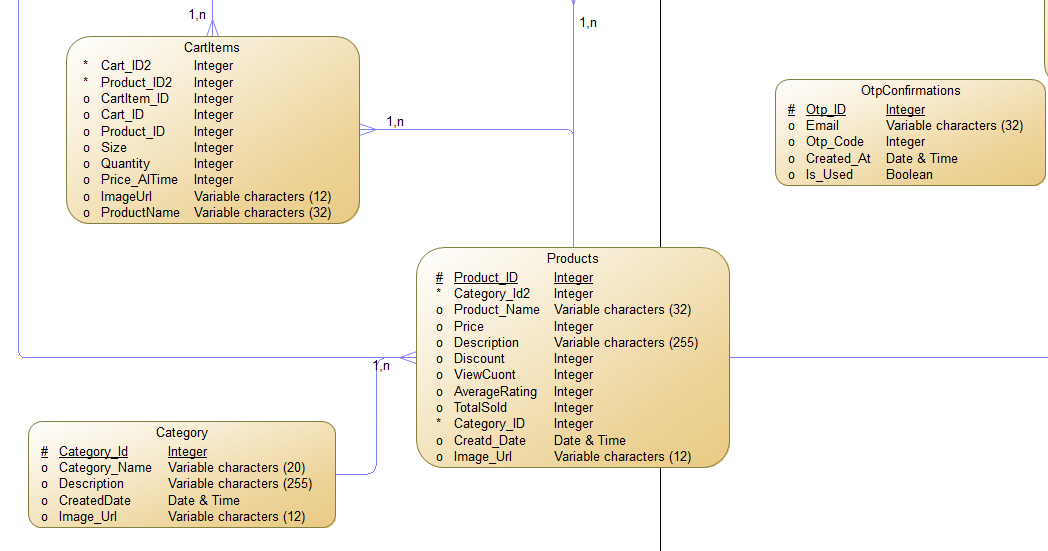 1,n
1,n
CartItems
* Cart_ID2 Integer
* Product_ID2 Integer
o CartItem_ID Integer
o Cart_ID Integer
o Product_ID Integer
o Size Integer
o Quantity Integer
o Price_AlTime Integer
o ImageUrl Variable characters (12)
o ProductName Variable characters (32)
1,n
OtpConfirmations
# Otp_ID Integer
o Email Variable characters (32)
o Otp_Code Integer
o Created_At Date & Time
o Is_Used Boolean
Products
# Product_ID Integer
* Category_Id2 Integer
o Product_Name Variable characters (32)
o Price Integer
o Description Variable characters (255)
o Discount Integer
o ViewCuont Integer
o AverageRating Integer
o TotalSold Integer
* Category_ID Integer
o Creatd_Date Date & Time
o Image_Url Variable characters (12)
1,n
Category
# Category_Id Integer
o Category_Name Variable characters (20)
o Description Variable characters (255)
o CreatedDate Date & Time
o Image_Url Variable characters (12)